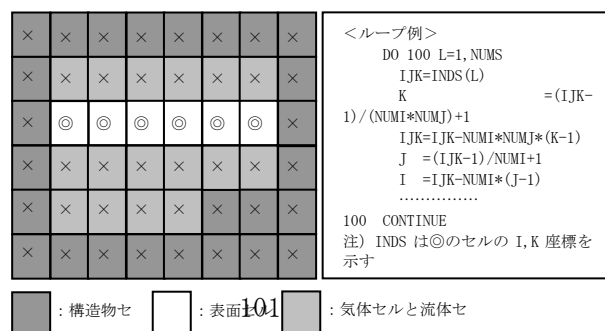 × × × × × × × ×
× × × × × × × ×
× ◎ ◎ ◎ ◎ ◎ ◎ ×
× × × × × × × ×
× × × × × × × ×
× × × × × × × ×
<ループ例>
DO 100 L=1,NUMS
IJK=INDS(L)
K =(IJK-
1)/(NUMI*NUMJ)+1
IJK=IJK-NUMI*NUMJ*(K-1)
J =(IJK-1)/NUMI+1
I =IJK-NUMI*(J-1)
……………
100 CONTINUE
注) INDS は◎のセルの I,K 座標を
示す
:構造物セ :表面セル :気体セルと流体セ
101